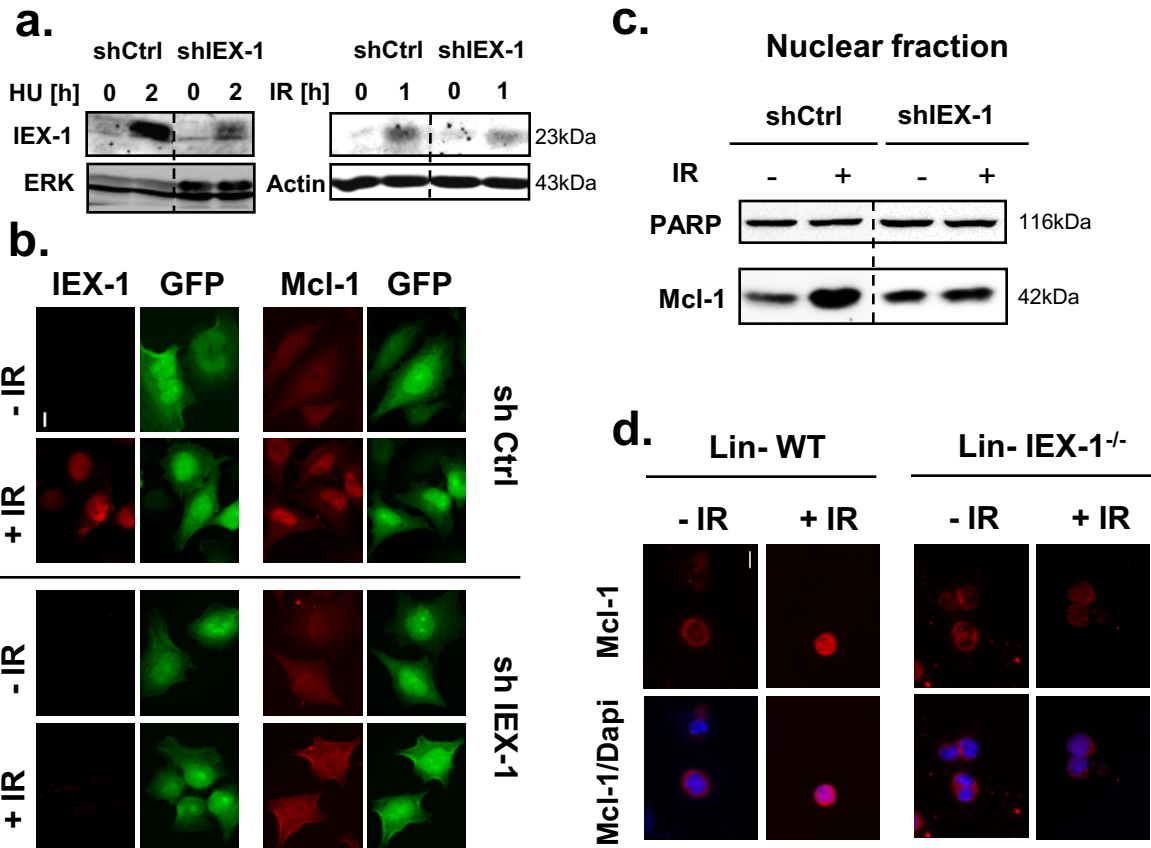 a.
shCtrl shIEX-1 shCtrl shIEX-1
HU [h] 0 2 0 2 IR [h] 0 1 0 1
IEX-1 23kDa
ERK Actin 43kDa
b.
IEX-1 GFP Mcl-1 GFP
- IR
+ IR
sh Ctrl
- IR
+ IR
sh IEX-1
c.
Nuclear fraction
shCtrl shIEX-1
IR - + - +
PARP 116kDa
Mcl-1 42kDa
d.
Lin- WT Lin- IEX-1-/-
- IR + IR - IR + IR
Mcl-1
Mcl-1/Dapi